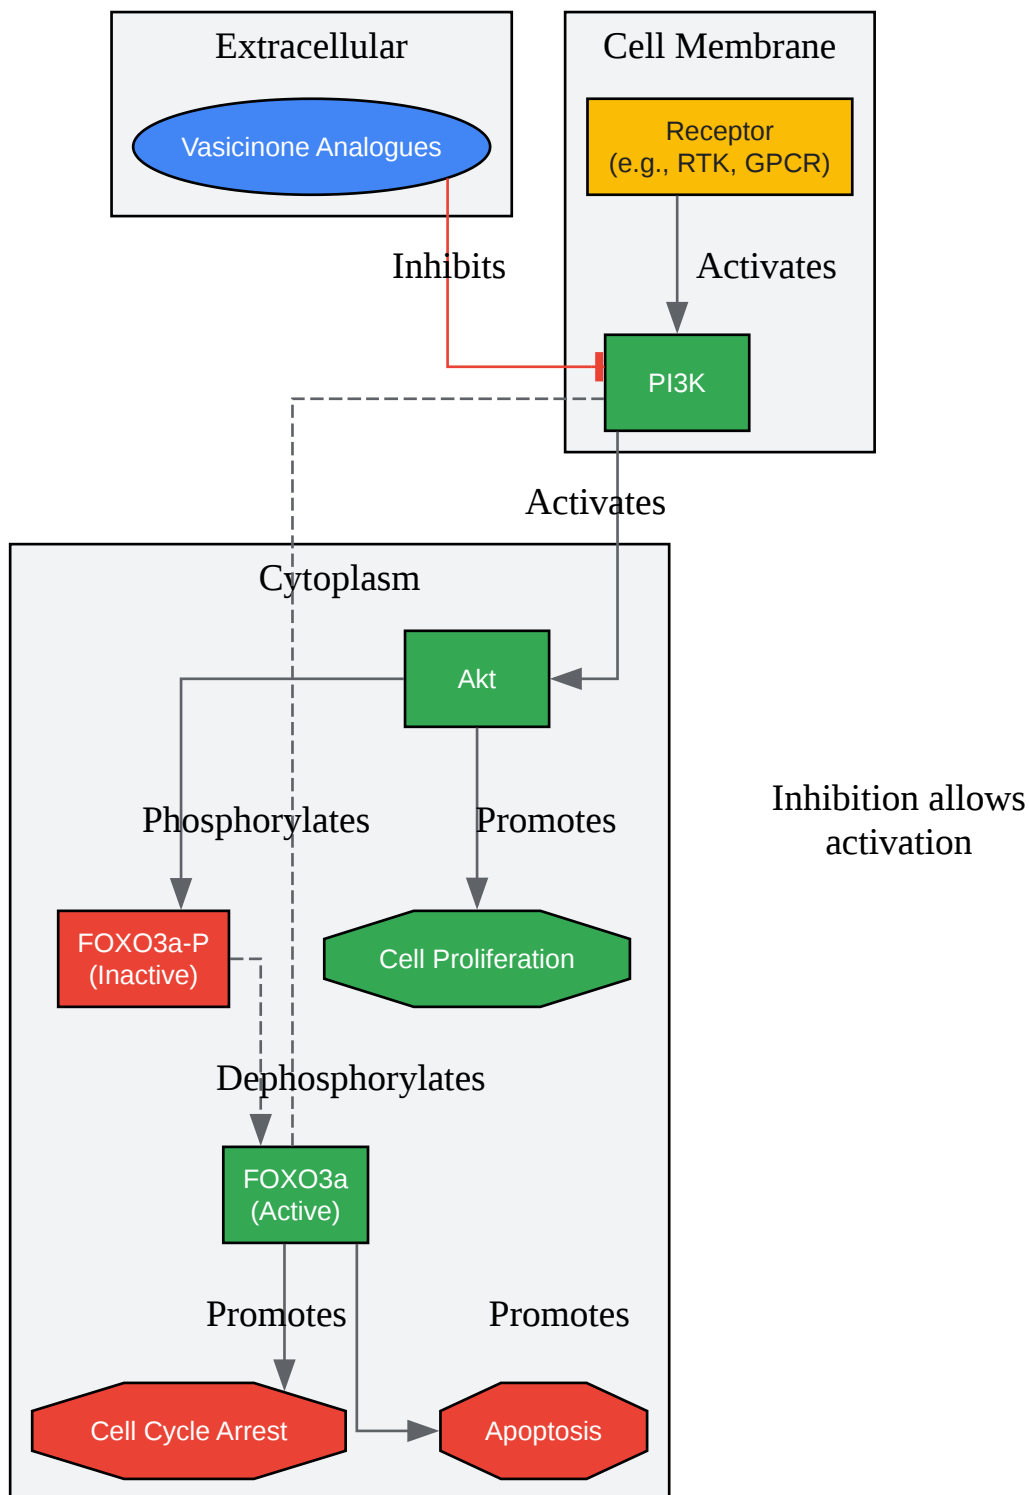 Extracellular
Cell Membrane
Vasicinone Analogues
Receptor
(e.g., RTK, GPCR)
Inhibits
Activates
PI3K
Activates
Cytoplasm
Akt
Phosphorylates
Promotes
Inhibition allows
activation
FOXO3a-P
(Inactive)
Cell Proliferation
Dephosphorylates
FOXO3a
(Active)
Promotes
Promotes
Cell Cycle Arrest
Apoptosis